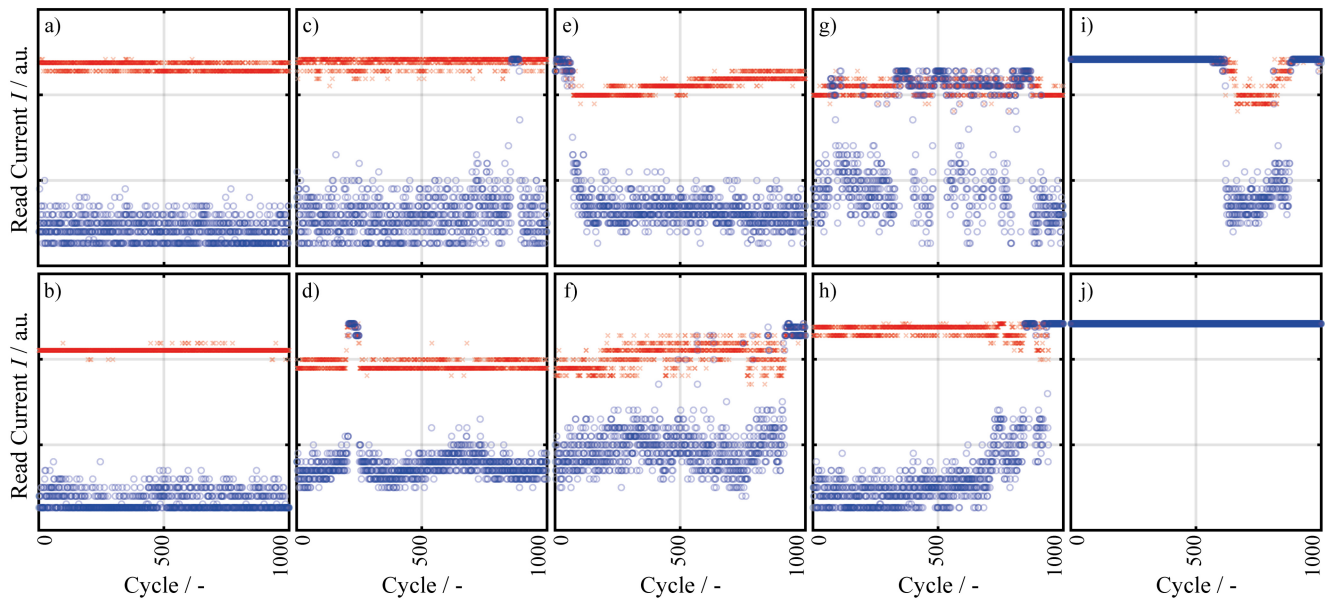 a) c) e) g) i)
Read Current I / a.u.
b) d) f) h) j)
Read Current I / a.u.
0 500 1000 0 500 1000 0 500 1000 0 500 1000 0 500 1000
Cycle / - Cycle / - Cycle / - Cycle / - Cycle / -